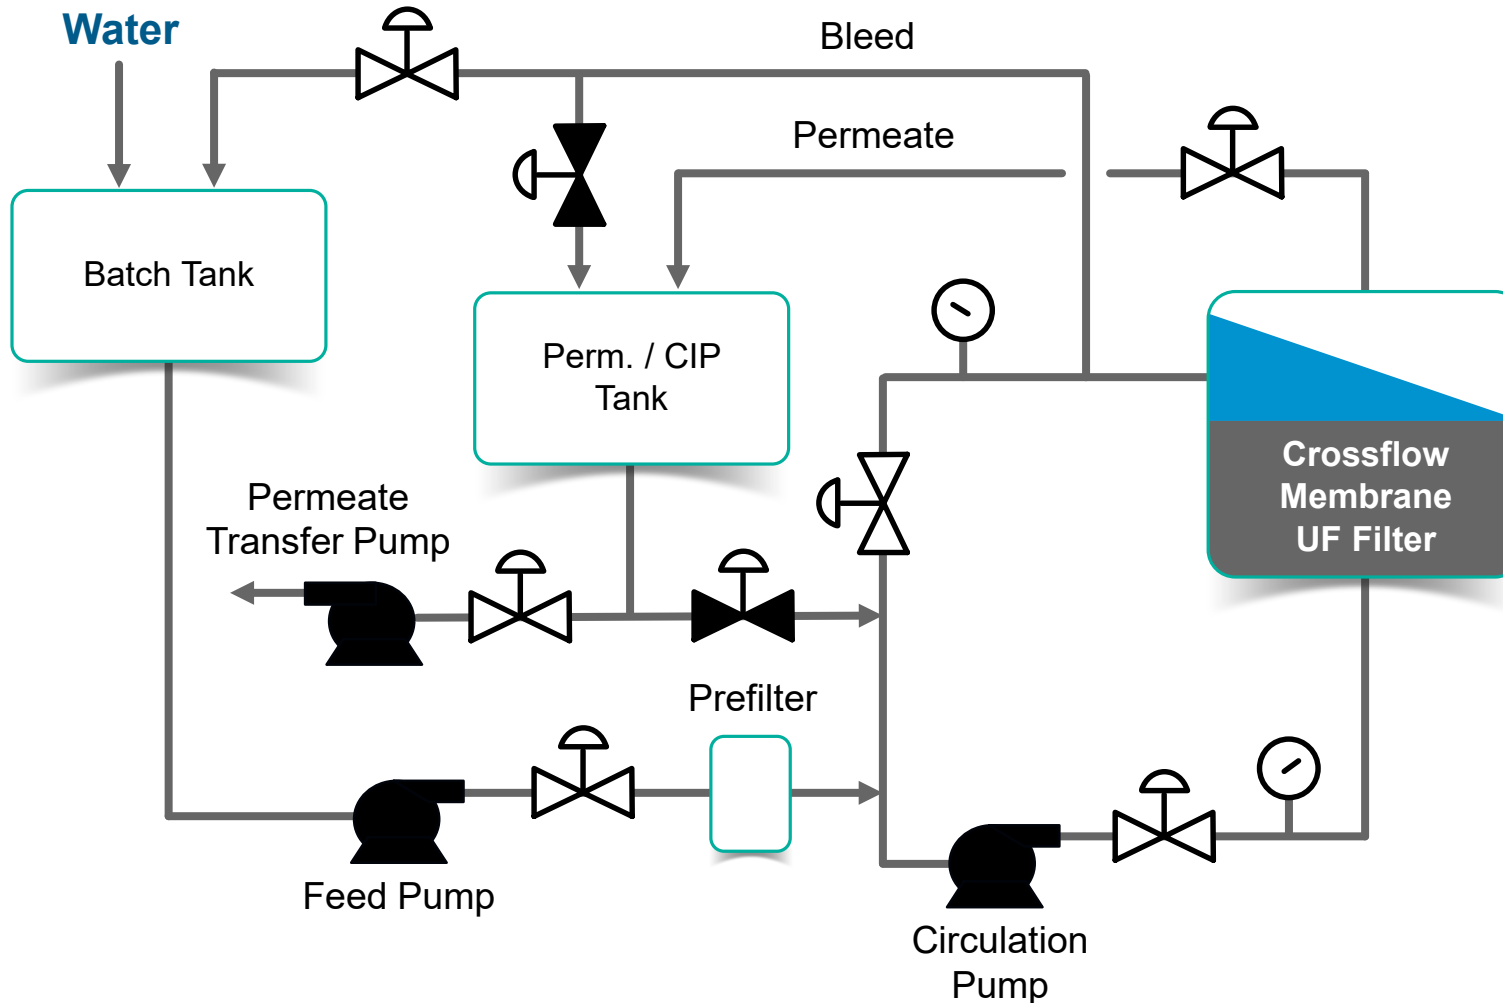 Water
Bleed
Permeate
Batch Tank
Perm. / CIP
Tank
Crossflow
Membrane
UF Filter
Permeate
Transfer Pump
Prefilter
Feed Pump
Circulation
Pump